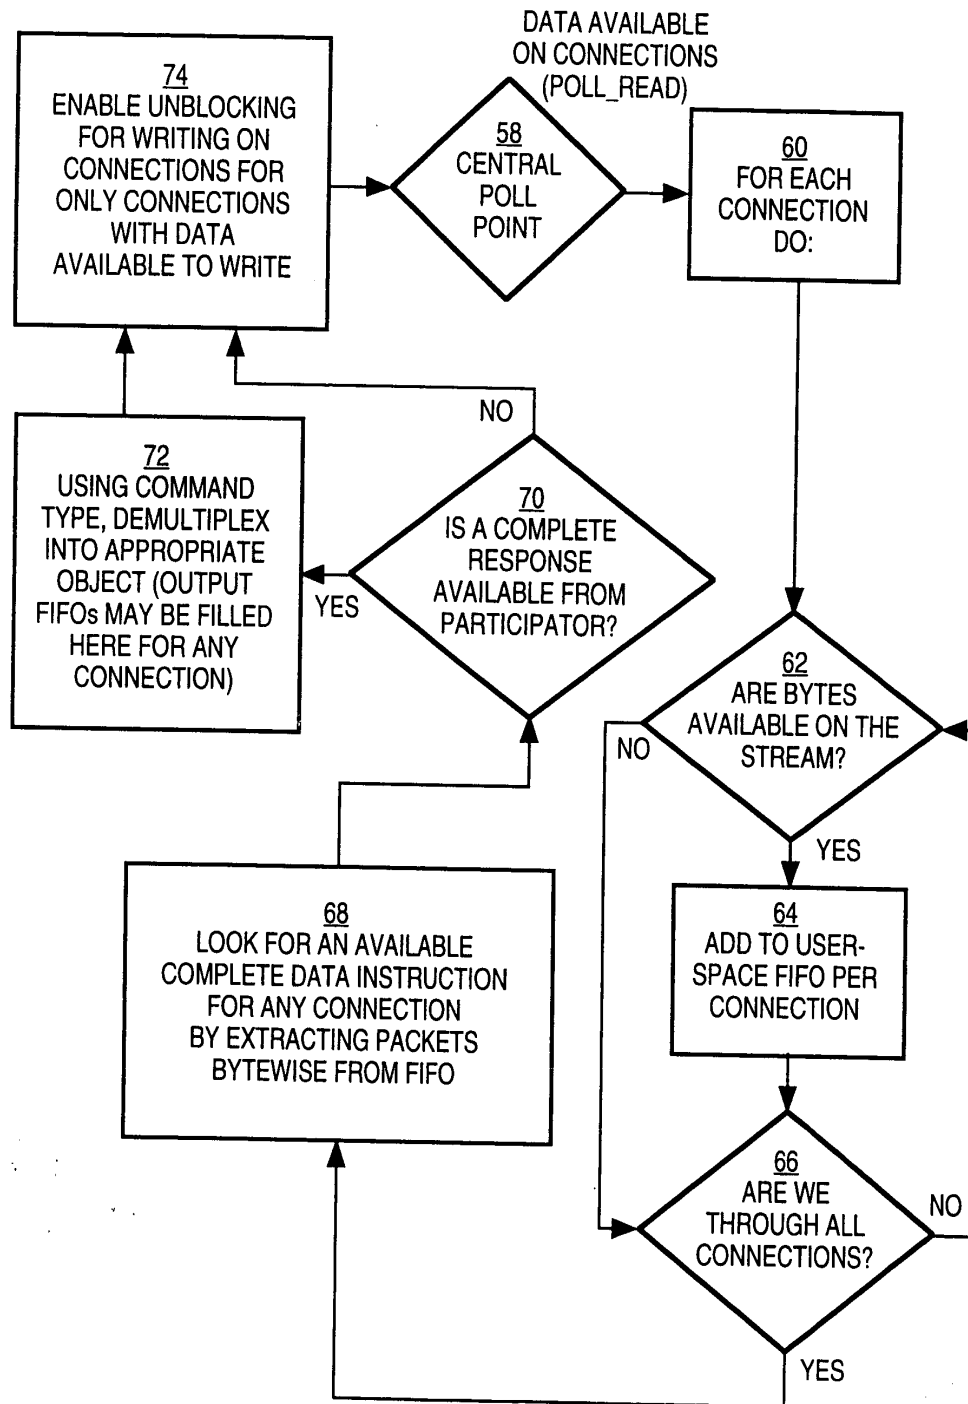 DATA AVAILABLE
ON CONNECTIONS
(POLL_READ)
74
ENABLE UNBLOCKING
FOR WRITING ON
CONNECTIONS FOR
ONLY CONNECTIONS
WITH DATA
AVAILABLE TO WRITE
58
CENTRAL
POLL
POINT
60
FOR EACH
CONNECTION
DO:
NO
72
USING COMMAND
TYPE, DEMULTIPLEX
INTO APPROPRIATE
OBJECT (OUTPUT
FIFOs MAY BE FILLED
HERE FOR ANY
CONNECTION)
YES
70
IS A COMPLETE
RESPONSE
AVAILABLE FROM
PARTICIPATOR?
62
ARE BYTES
AVAILABLE ON THE
STREAM?
NO
YES
64
ADD TO USER-
SPACE FIFO PER
CONNECTION
68
LOOK FOR AN AVAILABLE
COMPLETE DATA INSTRUCTION
FOR ANY CONNECTION
BY EXTRACTING PACKETS
BYTEWISE FROM FIFO
66
ARE WE
THROUGH ALL
CONNECTIONS?
NO
YES